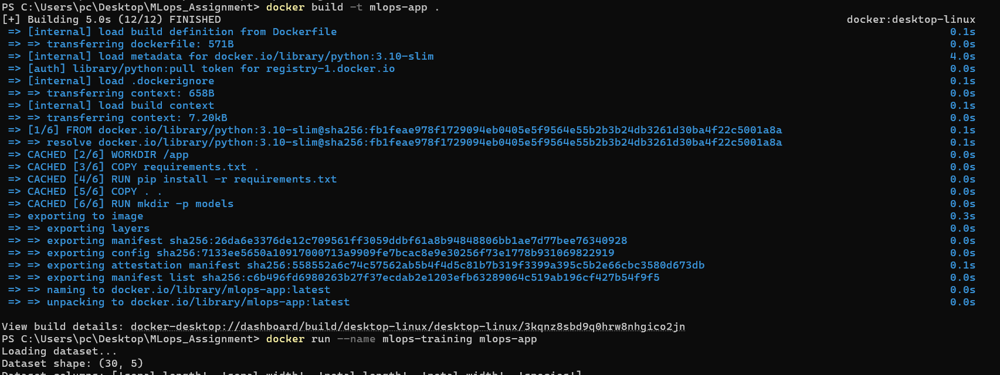 PS C:\Users\pc\Desktop\MLops_Assignment> docker build -t mlops-app .
[+] Building 5.0s (12/12) FINISHED docker:desktop-linux
=> [internal] load build definition from Dockerfile 0.1s
=> => transferring dockerfile: 571B 0.0s
=> [internal] load metadata for docker.io/library/python:3.10-slim 4.0s
=> [auth] library/python:pull token for registry-1.docker.io 0.0s
=> [internal] load .dockerignore 0.1s
=> => transferring context: 658B 0.0s
=> [internal] load build context 0.1s
=> => transferring context: 7.20kB 0.0s
=> [1/6] FROM docker.io/library/python:3.10-slim@sha256:fb1feae978f1729094eb0405e5f9564e55b2b3b24db3261d30ba4f22c5001a8a 0.1s
=> => resolve docker.io/library/python:3.10-slim@sha256:fb1feae978f1729094eb0405e5f9564e55b2b3b24db3261d30ba4f22c5001a8a 0.1s
=> CACHED [2/6] WORKDIR /app 0.0s
=> CACHED [3/6] COPY requirements.txt . 0.0s
=> CACHED [4/6] RUN pip install -r requirements.txt 0.0s
=> CACHED [5/6] COPY . . 0.0s
=> CACHED [6/6] RUN mkdir -p models 0.0s
=> exporting to image 0.3s
=> => exporting layers 0.0s
=> => exporting manifest sha256:26da6e3376de12c709561ff3059ddbf61a8b94848806bb1ae7d77bee76340928 0.0s
=> => exporting config sha256:7133ee5650a10917000713a9909fe7bcac8e9e30256f73e1778b931069822919 0.0s
=> => exporting attestation manifest sha256:558552a6c74c57562ab5b4f4d5c81b7b319f3399a395c5b2e66cbc3580d673db 0.1s
=> => exporting manifest list sha256:c6b496fd6980263b27f37ecdab2e1203efb63289064c519ab196cf427b54f9f5 0.0s
=> => naming to docker.io/library/mlops-app:latest 0.0s
=> => unpacking to docker.io/library/mlops-app:latest 0.0s
View build details: docker-desktop://dashboard/build/desktop-linux/desktop-linux/3kqnz8sbd9q0hrw8nhgico2jn
PS C:\Users\pc\Desktop\MLops_Assignment> docker run --name mlops-training mlops-app
Loading dataset...
Dataset shape: (30, 5)
Dataset columns: ['sepal_length', 'sepal_width', 'petal_length', 'petal_width', 'species']